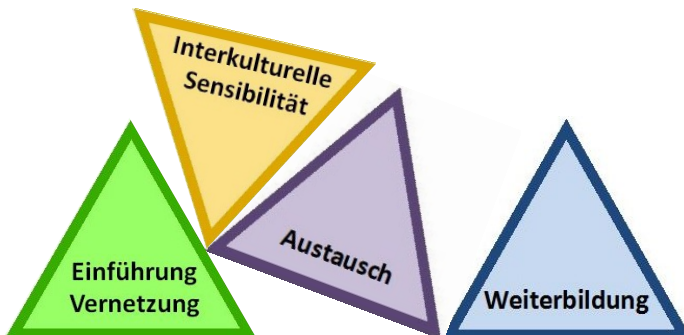 Interkulturelle
Sensibilität
Einführung
Vernetzung
Austausch
Weiterbildung